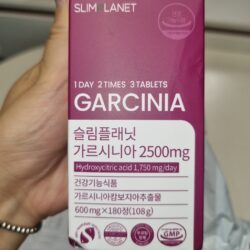 SLIM PLANET
1 DAY 2 TIMES 3 TABLETS
GARCINIA
슬림플래닛
가르시니아 2500mg
Hydroxycitric acid 1,750 mg/day
건강기능식품
가르시니아캄보지아추출물
600mg×180정(108g)
GMP